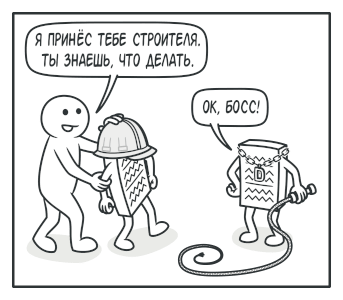 Я ПРИНЁС ТЕБЕ СТРОИТЕЛЯ.
ТЫ ЗНАЕШЬ, ЧТО ДЕЛАТЬ.
ОК, БОСС!
D